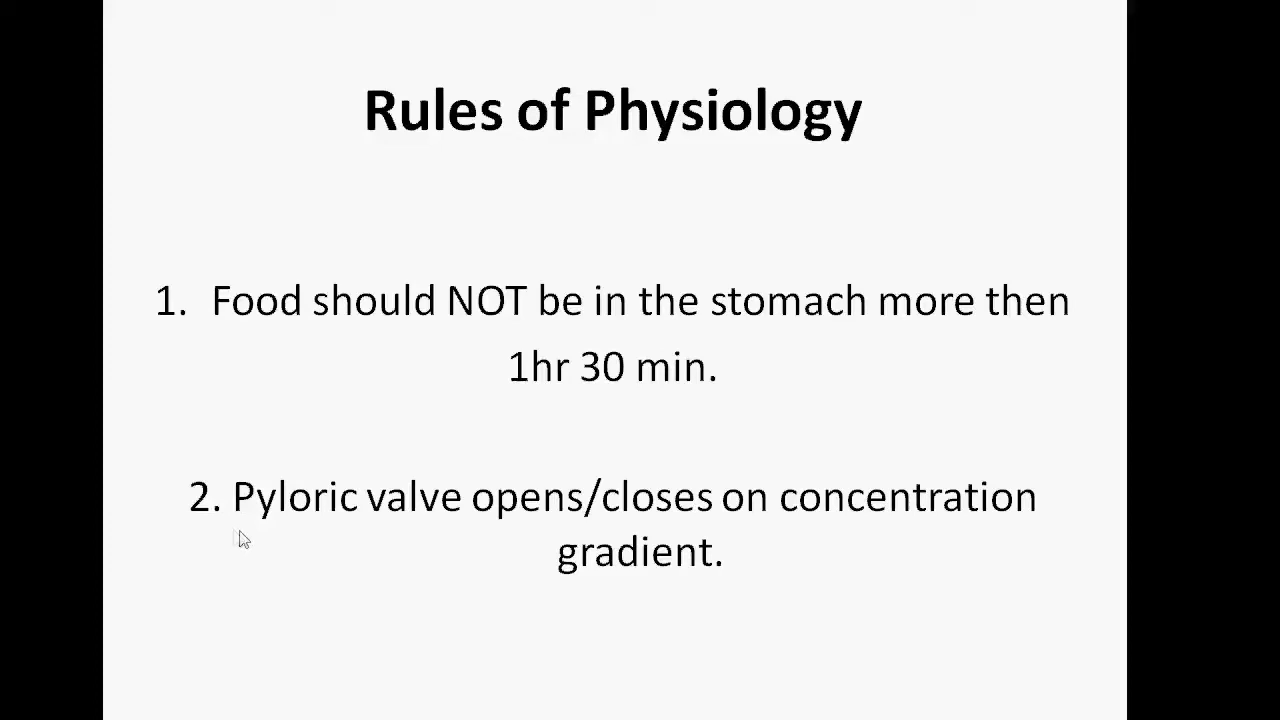 Rules of Physiology
1. Food should NOT be in the stomach more then
1hr 30 min.
2. Pyloric valve opens/closes on concentration
gradient.